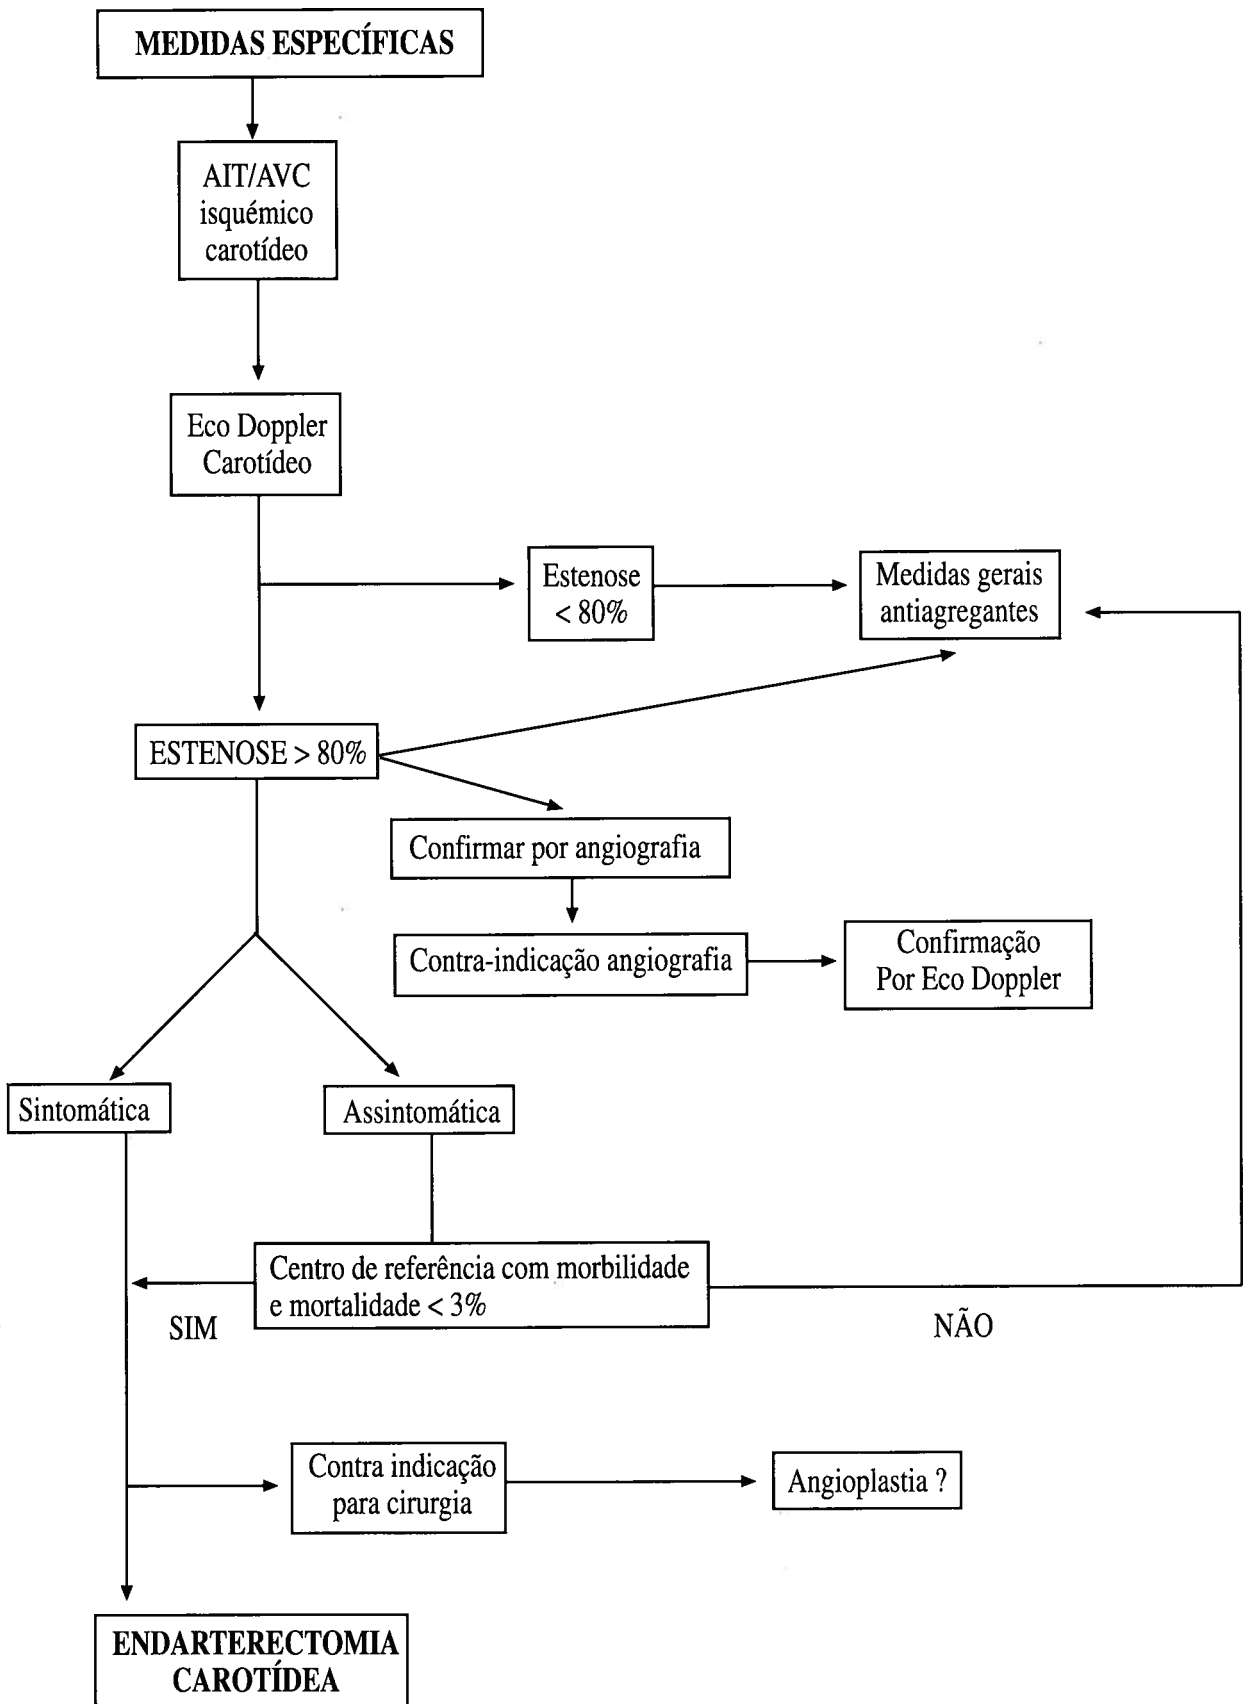 MEDIDAS ESPECÍFICAS
AIT/AVC
isquémico
carotídeo
Eco Doppler
Carotídeo
Estenose
< 80%
Medidas gerais
antiagregantes
ESTENOSE > 80%
Confirmar por angiografia
Contra-indicação angiografia
Confirmação
Por Eco Doppler
Sintomática
Assintomática
Centro de referência com morbilidade
e mortalidade < 3%
SIM
NÃO
Contra indicação
para cirurgia
Angioplastia ?
ENDARTERECTOMIA
CAROTÍDEA